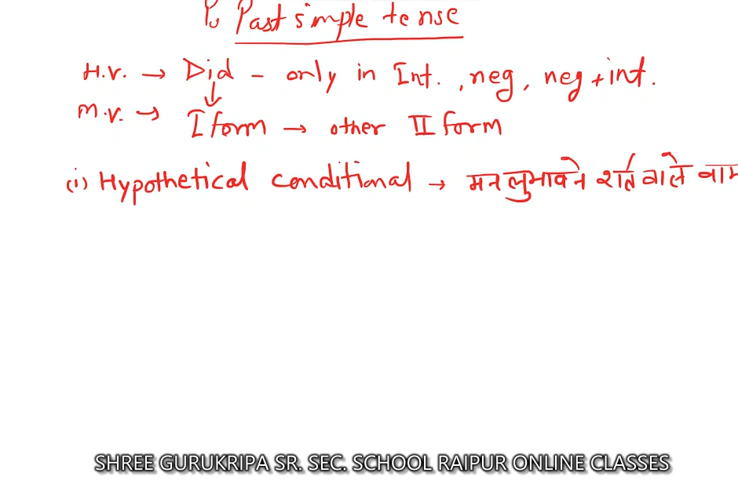 Past simple tense
H.V. → Did - only in Int., neg, neg + int.
M.V. → I form → other II form
(i) Hypothetical conditional → मन लुभावने शर्त वाले
SHREE GURUKRIPA SR. SEC. SCHOOL RAIPUR ONLINE CLASSES